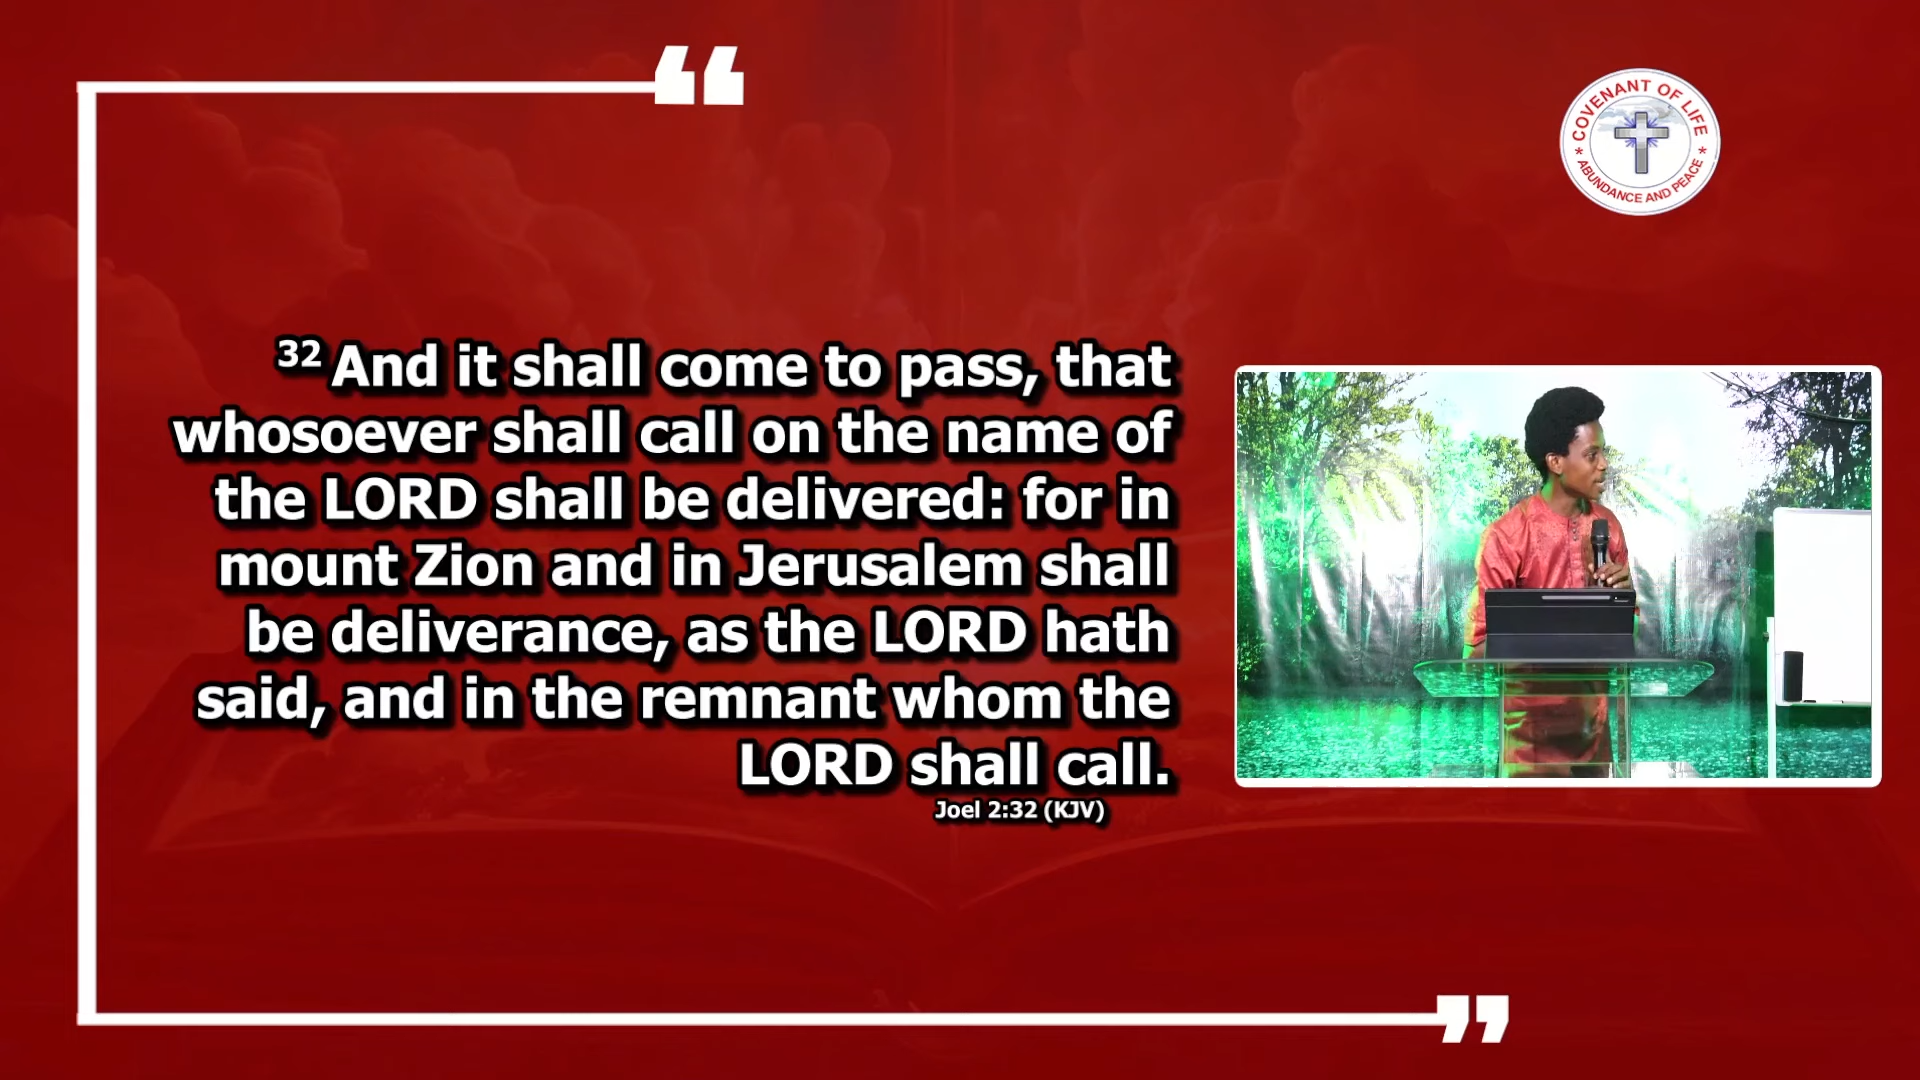 COVENANT OF LIFE
* ABUNDANCE AND PEACE *
32 And it shall come to pass, that
whosoever shall call on the name of
the LORD shall be delivered: for in
mount Zion and in Jerusalem shall
be deliverance, as the LORD hath
said, and in the remnant whom the
LORD shall call.
Joel 2:32 (KJV)